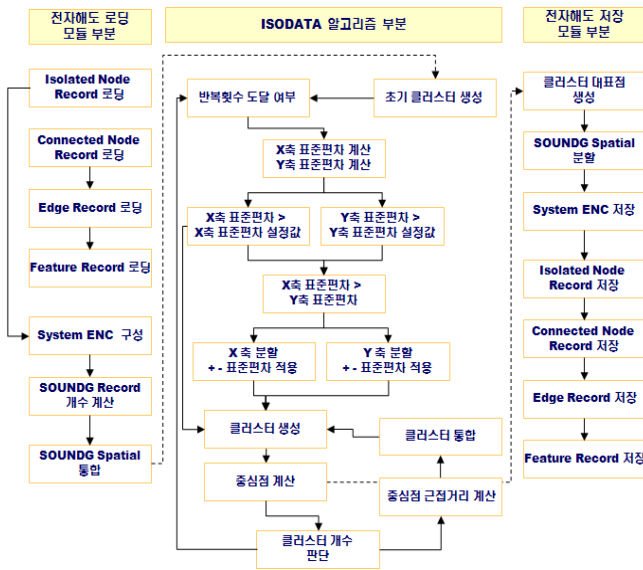 전자해도 로딩
모듈 부분
Isolated Node
Record 로딩
Connected Node
Record 로딩
Edge Record 로딩
Feature Record 로딩
System ENC 구성
SOUNDG Record
개수 계산
SOUNDG Spatial
통합
ISODATA 알고리즘 부분
반복횟수 도달 여부
초기 클러스터 생성
X축 표준편차 계산
Y축 표준편차 계산
X축 표준편차 >
X축 표준편차 설정값
Y축 표준편차 >
Y축 표준편차 설정값
X축 표준편차 >
Y축 표준편차
X 축 분할
+ - 표준편차 적용
Y 축 분할
+ - 표준편차 적용
클러스터 생성
클러스터 통합
중심점 계산
중심점 근접거리 계산
클러스터 개수
판단
전자해도 저장
모듈 부분
클러스터 대표점
생성
SOUNDG Spatial
분할
System ENC 저장
Isolated Node
Record 저장
Connected Node
Record 저장
Edge Record 저장
Feature Record 저장